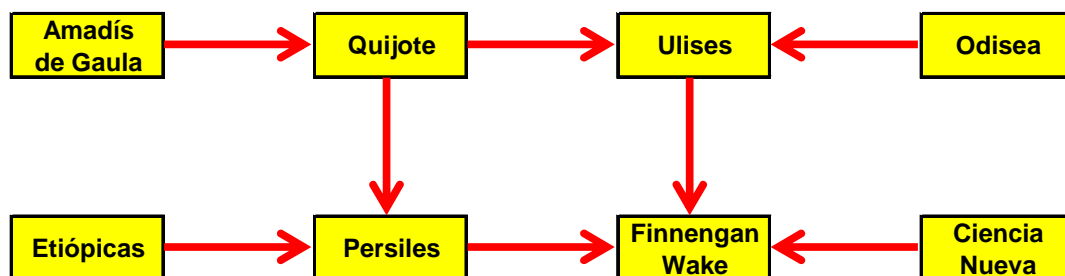 Amadís
de Gaula
Quijote
Ulises
Odisea
Etiópicas
Persiles
Finnengan
Wake
Ciencia
Nueva